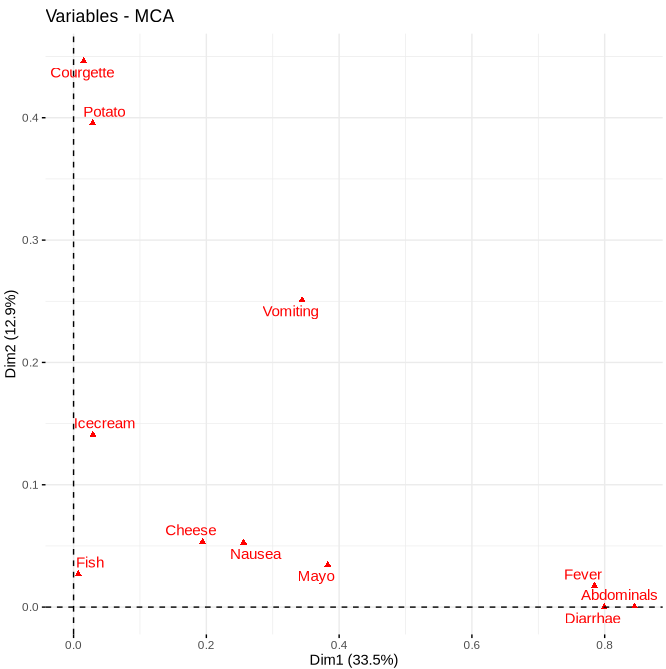 Variables - MCA
Courgette
Potato
0.4
0.3
Vomiting
0.2
Icecream
0.1
Cheese
Nausea
Fish
Mayo
Fever
Abdominals
0.0
Diarrhae
0.0 0.2 0.4 0.6 0.8
Dim1 (33.5%)
Dim2 (12.9%)